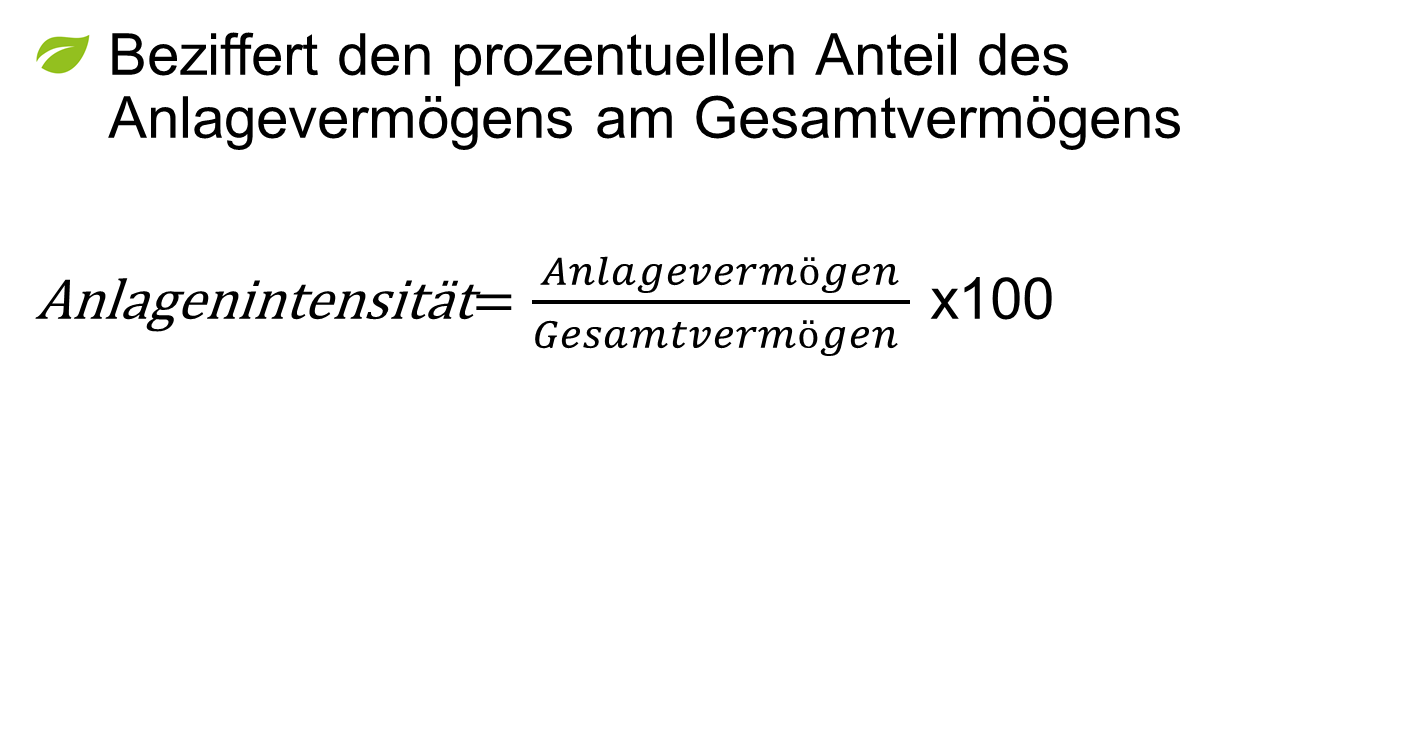 Beziffert den prozentuellen Anteil des
Anlagevermögens am Gesamtvermögens
Anlagenintensität= Anlagevermögen / Gesamtvermögen x100